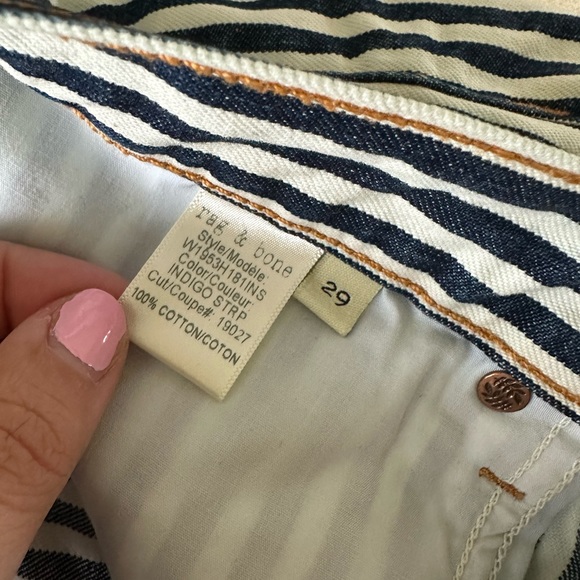 rag & bone
Style/Modèle:
W1953H181INS
Color/Couleur:
INDIGO STRP
Cut/Coupe#: 19027
100% COTTON/COTON
29